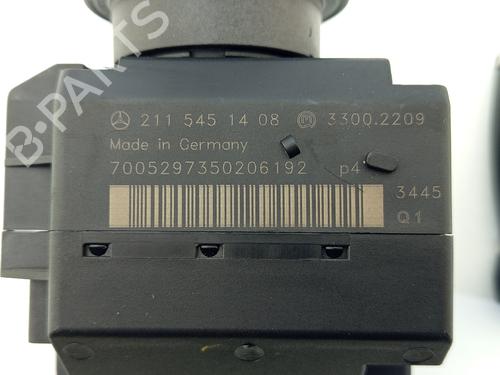 B-PARTS
211 545 14 08 3300.2209
Made in Germany
7005297350206192 p4
3445
Q1